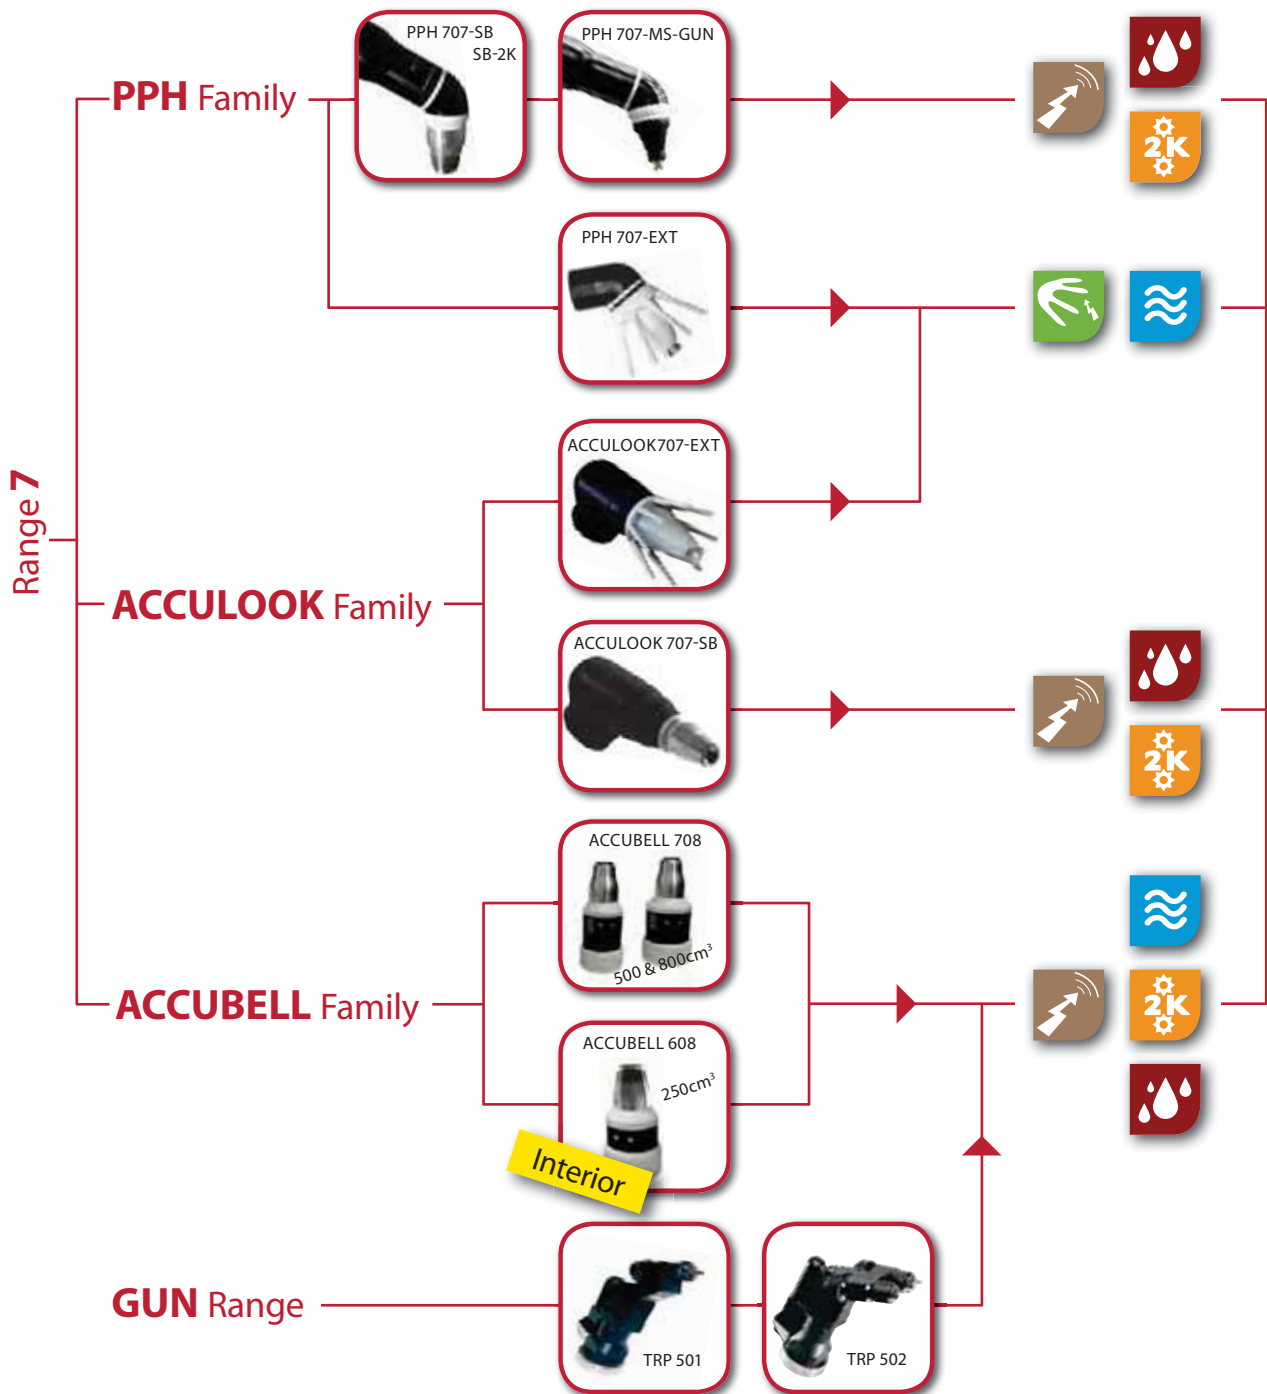 PPH 707-SB
SB-2K
PPH 707-MS-GUN
PPH Family
2K
PPH 707-EXT
ACCULOOK707-EXT
Range 7
ACCULOOK Family
ACCULOOK 707-SB
2K
ACCUBELL 708
500 & 800cm³
ACCUBELL Family
2K
ACCUBELL 608
250cm³
Interior
GUN Range
TRP 501
TRP 502